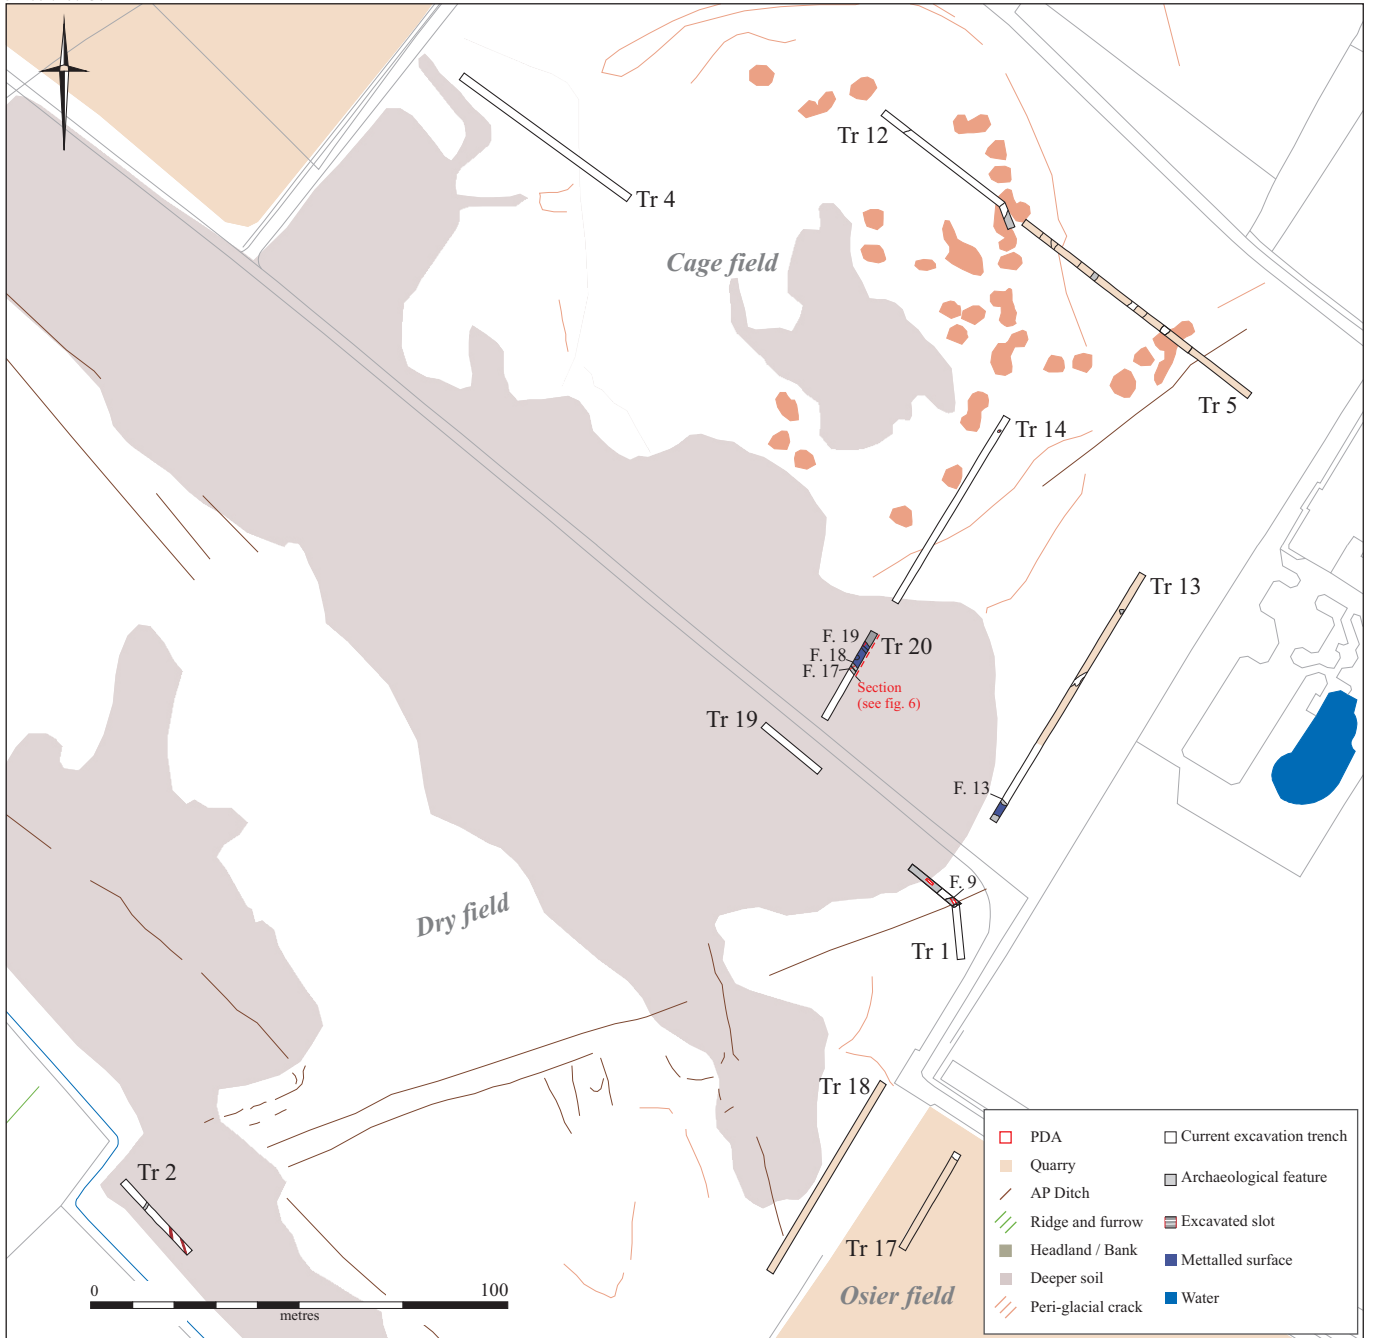 Tr 12
Tr 4
Cage field
Tr 5
Tr 14
Tr 13
F. 19
Tr 20
F. 18
F. 17
Section
(see fig. 6)
Tr 19
F. 13
F. 9
Dry field
Tr 1
Tr 18
Tr 2
Tr 17
Osier field
0
100
metres
PDA
Quarry
AP Ditch
Ridge and furrow
Headland / Bank
Deeper soil
Peri-glacial crack
Current excavation trench
Archaeological feature
Excavated slot
Mettalled surface
Water